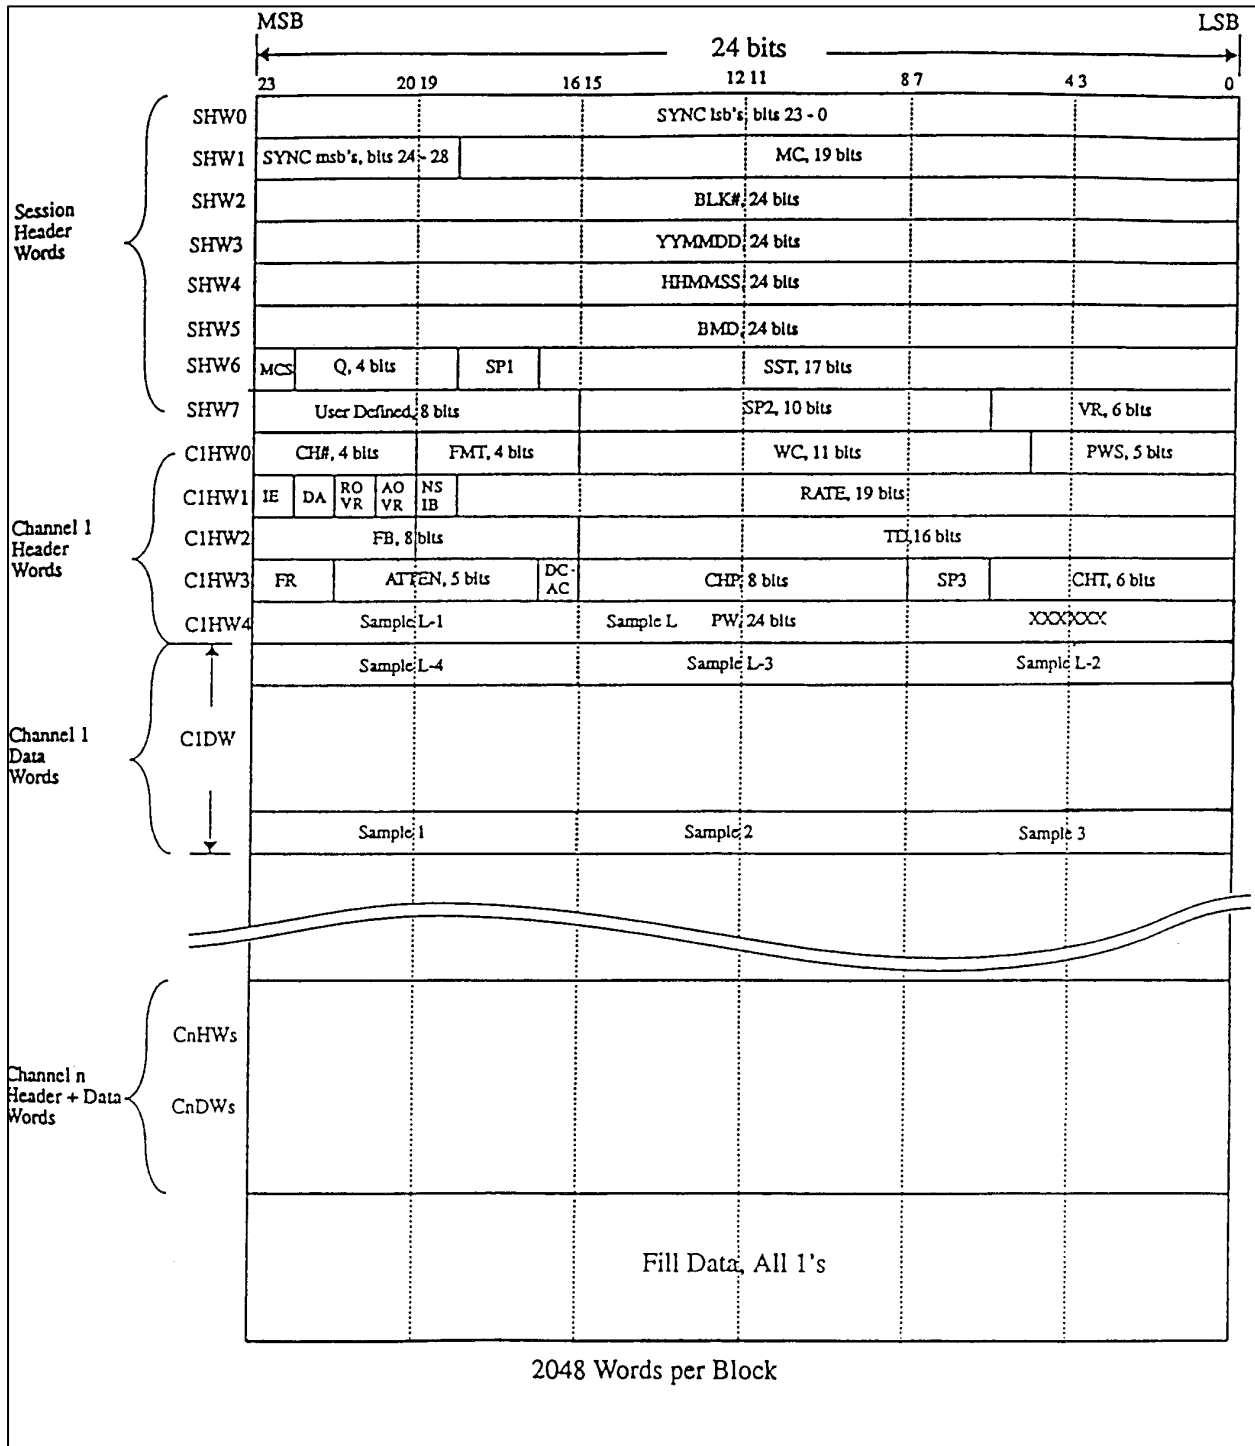 MSB LSB
24 bits
23 20 19 16 15 12 11 8 7 4 3 0
SHW0 SYNC lsb's, bits 23 - 0
SHW1 SYNC msb's, bits 24 - 28 MC, 19 bits
SHW2 BLK#, 24 bits
Session
Header
Words
SHW3 YYMMDD, 24 bits
SHW4 HHMMSS, 24 bits
SHW5 BMD, 24 bits
SHW6 MCS Q, 4 bits SP1 SST, 17 bits
SHW7 User Defined, 8 bits SP2, 10 bits VR, 6 bits
C1HW0 CH#, 4 bits FMT, 4 bits WC, 11 bits PWS, 5 bits
C1HW1 IE DA RO VR AO VR NS IB RATE, 19 bits
Channel 1
Header
Words
C1HW2 FB, 8 bits TD, 16 bits
C1HW3 FR ATTEN, 5 bits DC-AC CHP, 8 bits SP3 CHT, 6 bits
C1HW4 Sample L-1 Sample L PW, 24 bits XXXXXX
Sample L-4 Sample L-3 Sample L-2
Channel 1
Data
Words
C1DW
Sample 1 Sample 2 Sample 3
CnHWs
Channel n
Header + Data
Words
CnDWs
Fill Data, All 1's
2048 Words per Block